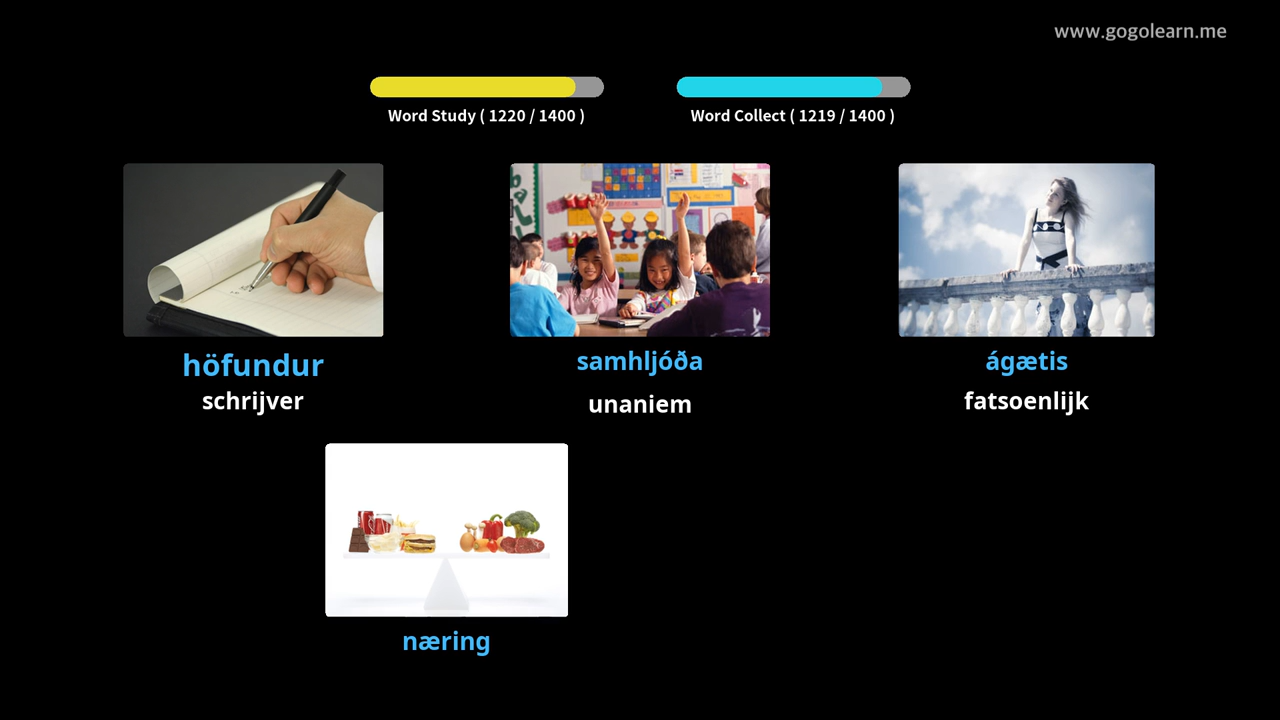 www.gogolearn.me
Word Study ( 1220 / 1400 )
Word Collect ( 1219 / 1400 )
höfundur
schrijver
samhljóða
unaniem
ágætis
fatsoenlijk
næring